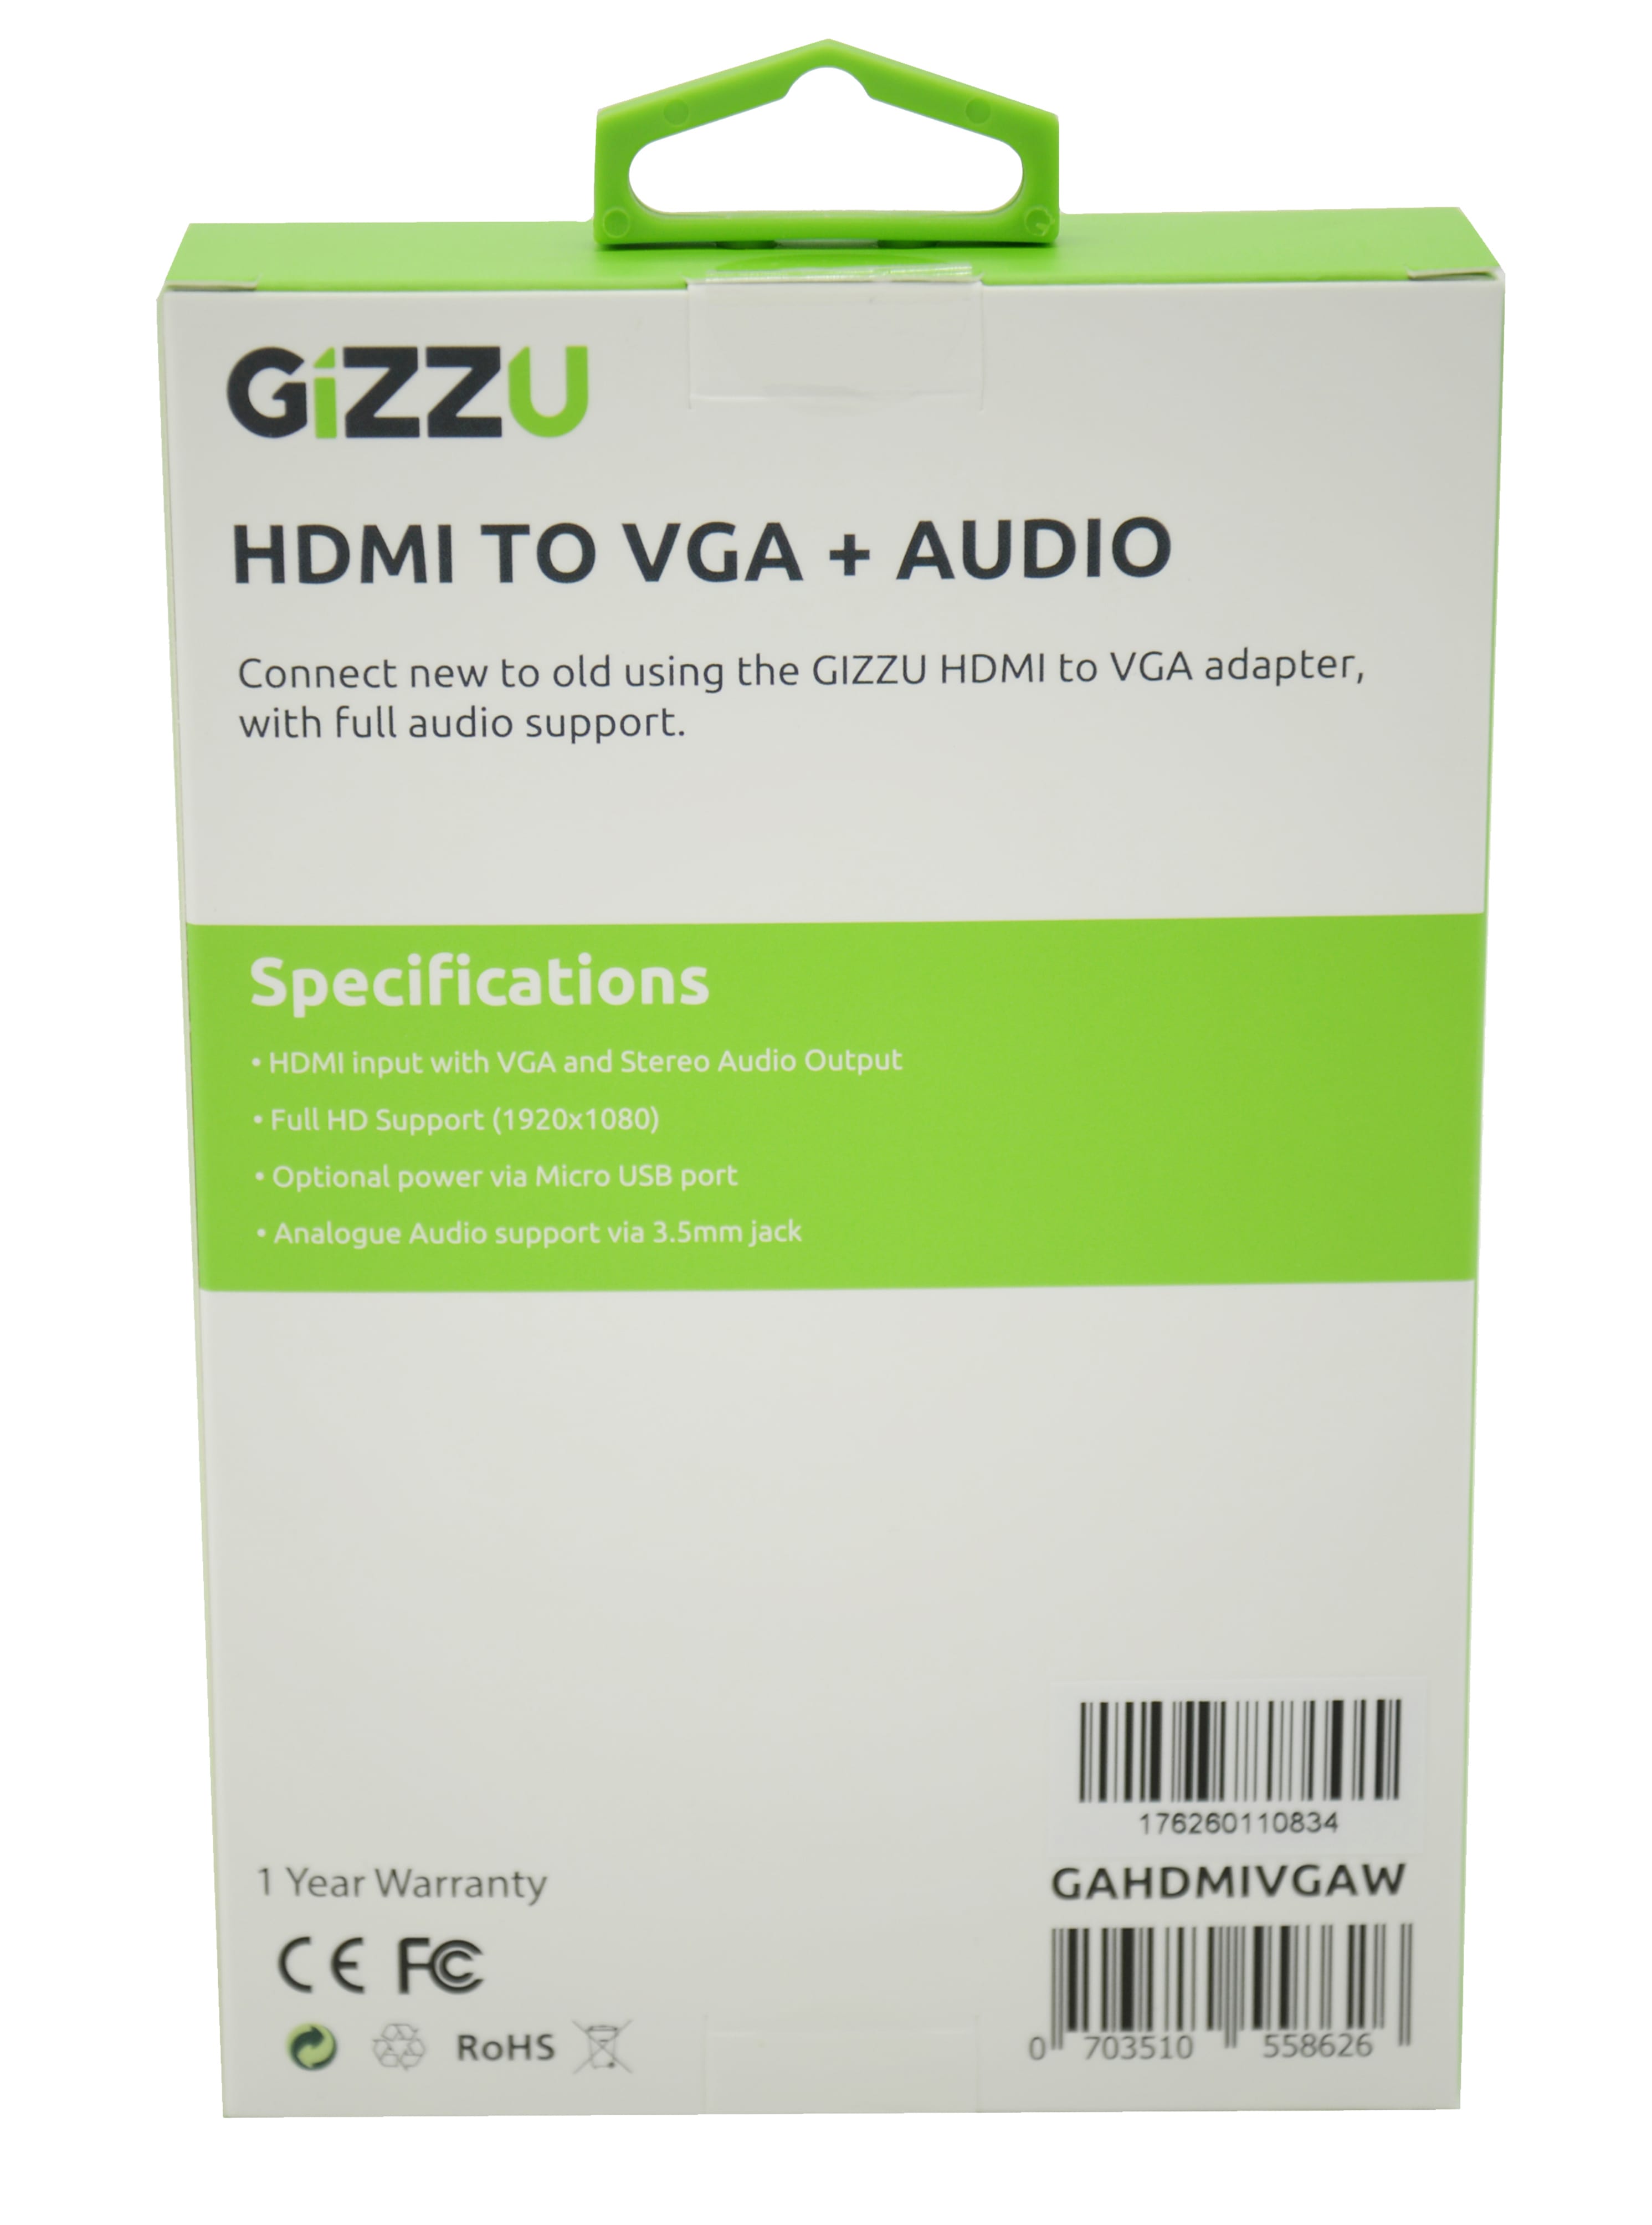 GiZZU
HDMI TO VGA + AUDIO
Connect new to old using the GIZZU HDMI to VGA adapter,
with full audio support.
Specifications
• HDMI input with VGA and Stereo Audio Output
• Full HD Support (1920x1080)
• Optional power via Micro USB port
• Analogue Audio support via 3.5mm jack
176260110834
GAHDMIVGAW
0 703510 558626
1 Year Warranty
CE FC
RoHS